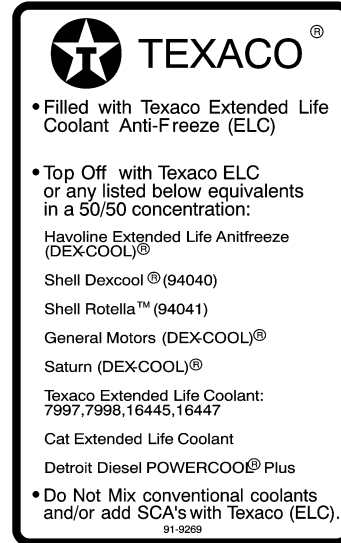 TEXACO®
• Filled with Texaco Extended Life
Coolant Anti-Freeze (ELC)
• Top Off with Texaco ELC
or any listed below equivalents
in a 50/50 concentration:
Havoline Extended Life Anitfreeze
(DEX-COOL)®
Shell Dexcool ® (94040)
Shell Rotella™ (94041)
General Motors (DEX-COOL)®
Saturn (DEX-COOL)®
Texaco Extended Life Coolant:
7997,7998,16445,16447
Cat Extended Life Coolant
Detroit Diesel POWERCOOL® Plus
• Do Not Mix conventional coolants
and/or add SCA's with Texaco (ELC).
91-9269